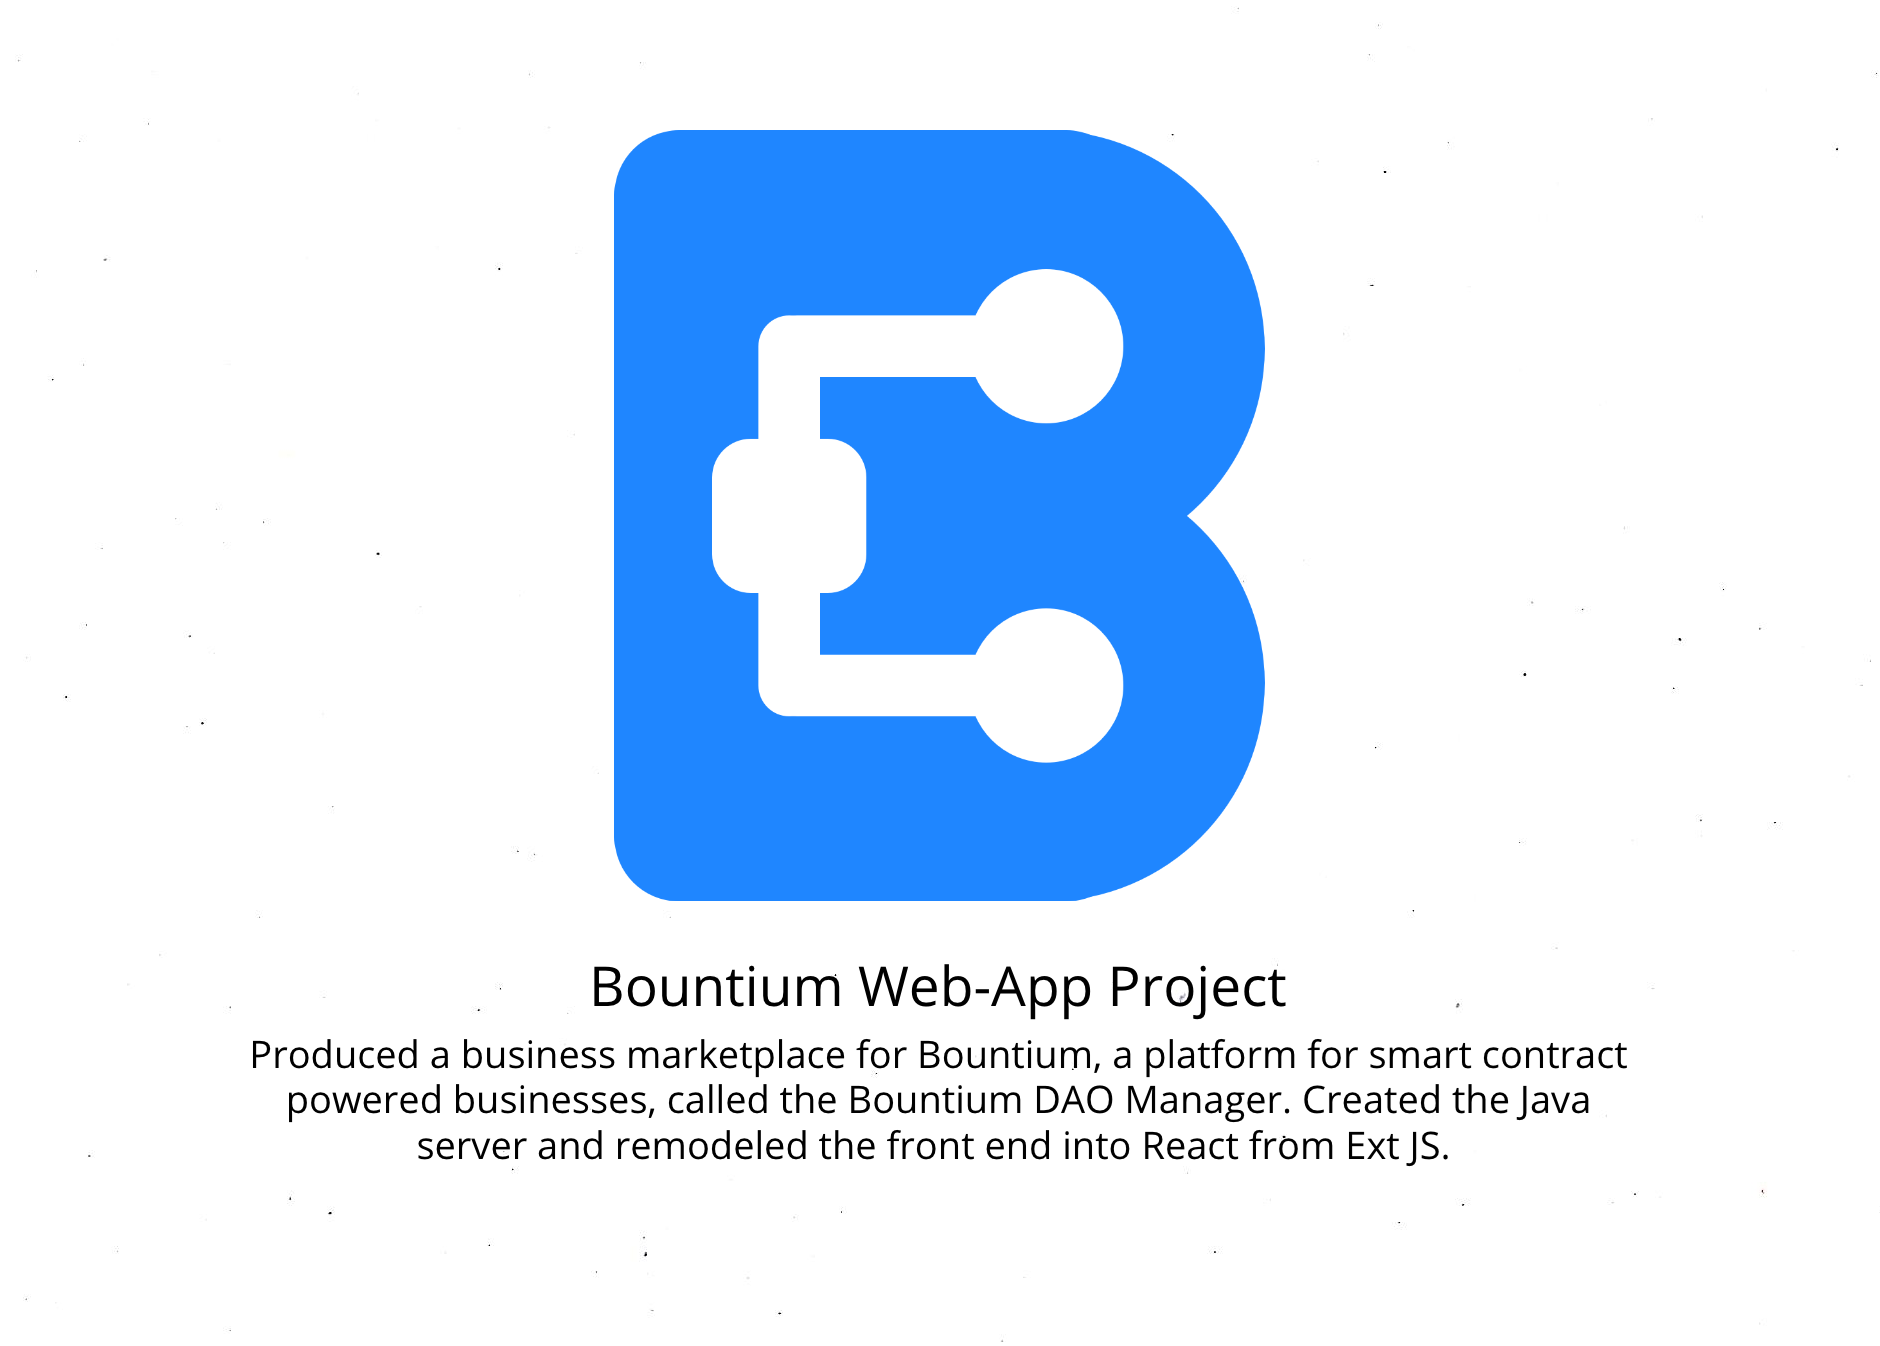 Bountium Web-App Project
Produced a business marketplace for Bountium, a platform for smart contract
powered businesses, called the Bountium DAO Manager. Created the Java
server and remodeled the front end into React from Ext JS.